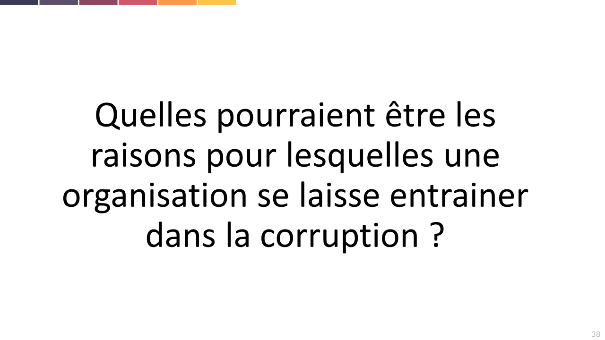 Quelles pourraient être les
raisons pour lesquelles une
organisation se laisse entrainer
dans la corruption ?
38